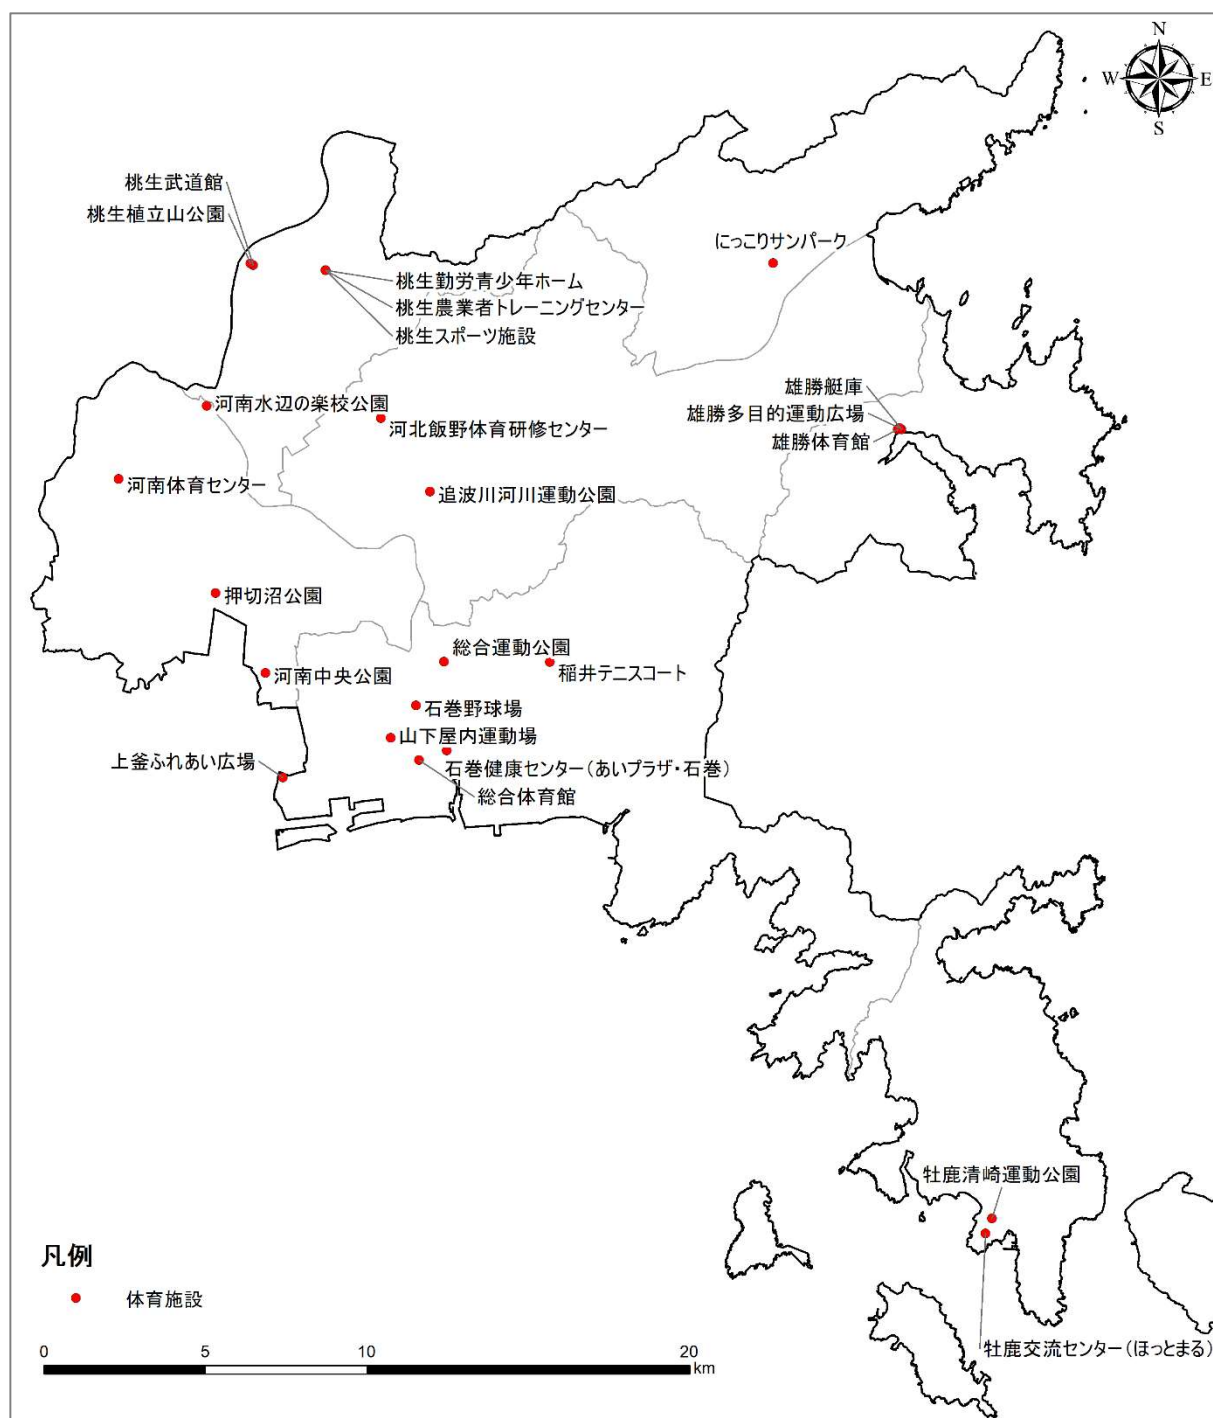 N
W
E
S
桃生武道館
桃生植立山公園
にっこりサンパーク
桃生勤労青少年ホーム
桃生農業者トレーニングセンター
桃生スポーツ施設
雄勝艇庫
河南水辺の楽校公園
雄勝多目的運動広場
河北飯野体育研修センター
雄勝体育館
河南体育センター
追波川河川運動公園
押切沼公園
総合運動公園
稲井テニスコート
河南中央公園
石巻野球場
山下屋内運動場
上釜ふれあい広場
石巻健康センター（あいプラザ・石巻）
総合体育館
牡鹿清崎運動公園
凡例
体育施設
牡鹿交流センター（ほっとまる）
0 5 10 20
km